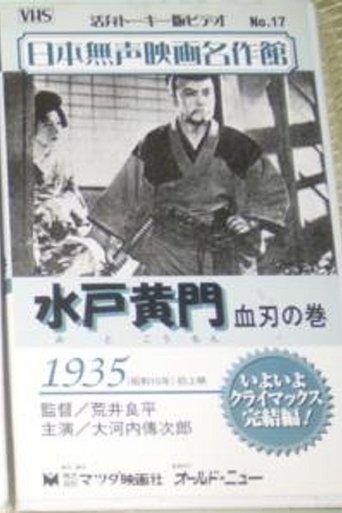 VHS 活弁トーキー版ビデオ No.17
日本無声映画名作館
水戸黄門 血刃の巻
みとこうもん
1935 (昭和10年) 初上映
監督/荒井良平
主演/大河内傳次郎
いよいよ
クライマックス
完結編!
マツダ映画社 オールド・ニュー